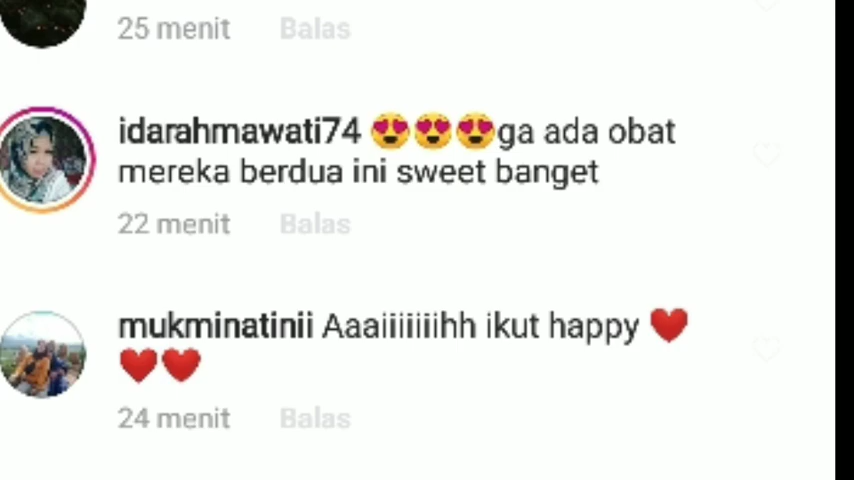 25 menit Balas
idarahmawati74 😍😍😍ga ada obat
mereka berdua ini sweet banget
22 menit Balas
mukminatinii Aaaiiiiiiihh ikut happy ❤️
❤️❤️
24 menit Balas